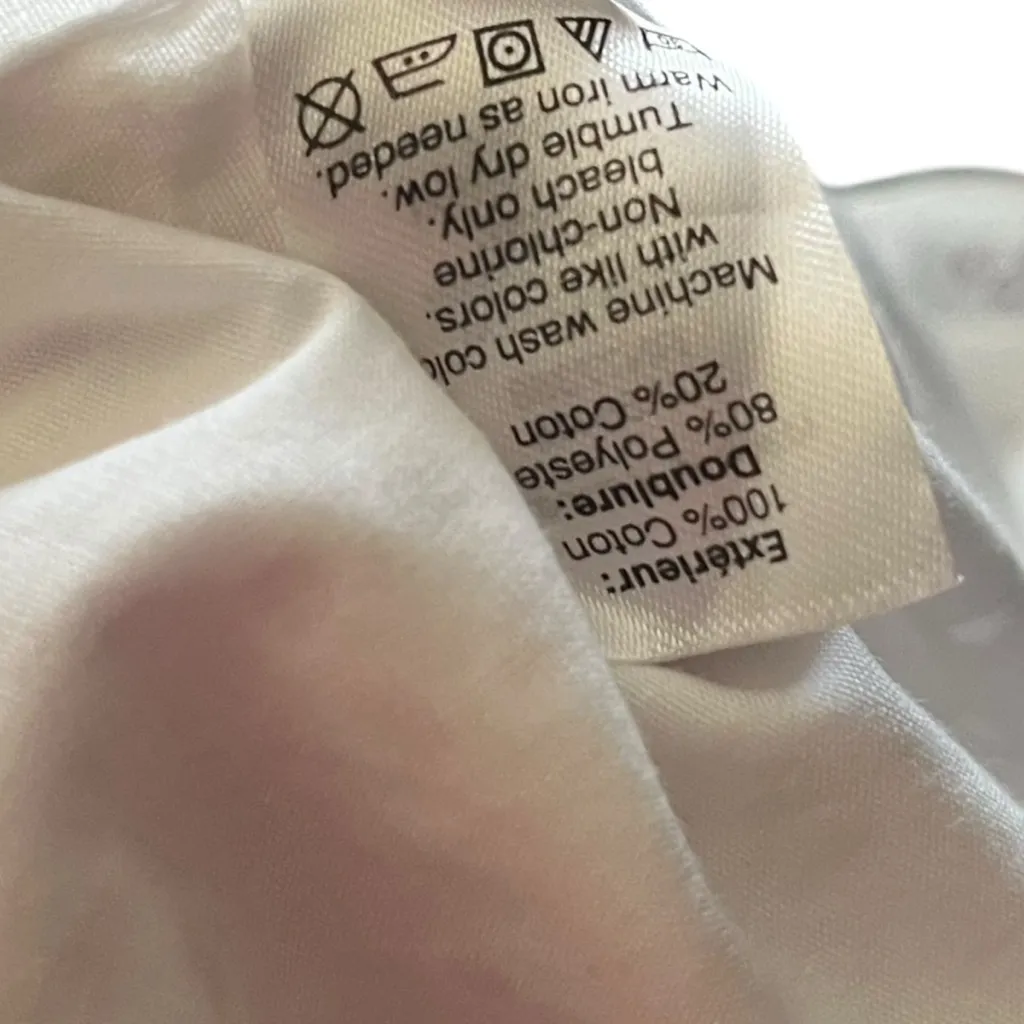 Extérieur:
100% Coton
Doublure:
80% Polyeste
20% Coton
Machine wash cold
with like colors.
Non-chlorine
bleach only.
Tumble dry low.
Warm iron as needed.